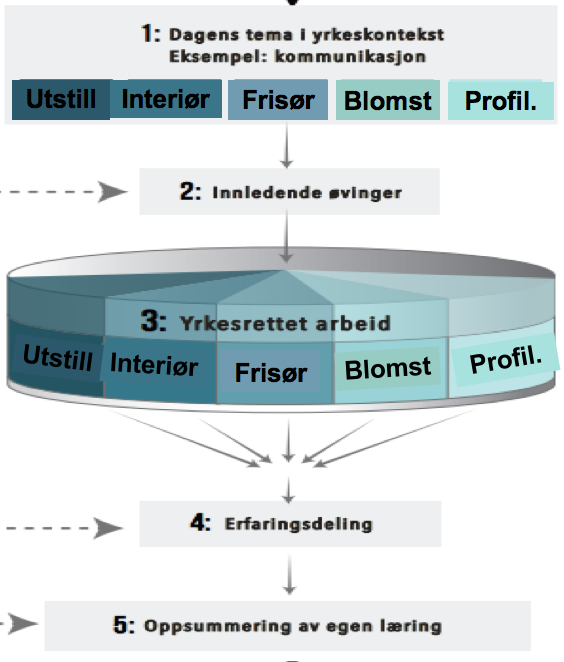 1: Dagens tema i yrkeskontekst
Eksempel: kommunikasjon
Utstill Interiør Frisør Blomst Profil.
2: Innledende øvinger
3: Yrkesrettet arbeid
Utstill Interiør Frisør Blomst Profil.
4: Erfaringsdeling
5: Oppsummering av egen læring